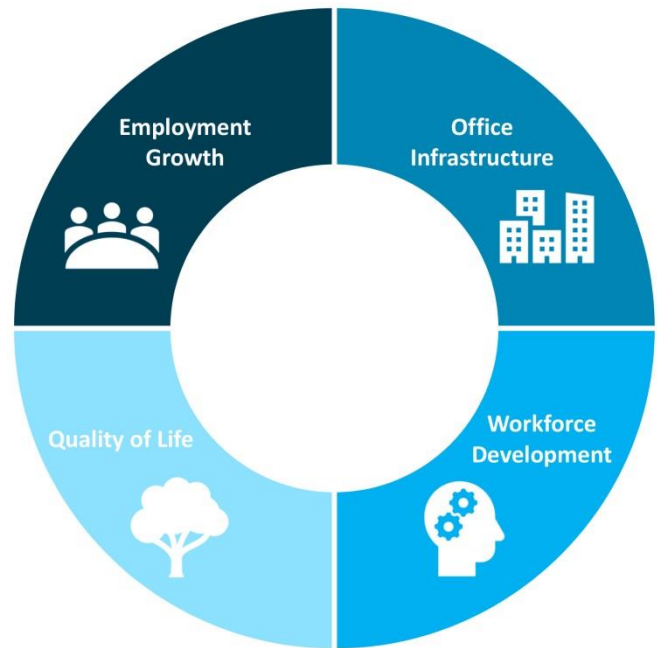 Employment
Growth
Office
Infrastructure
Quality of Life
Workforce
Development